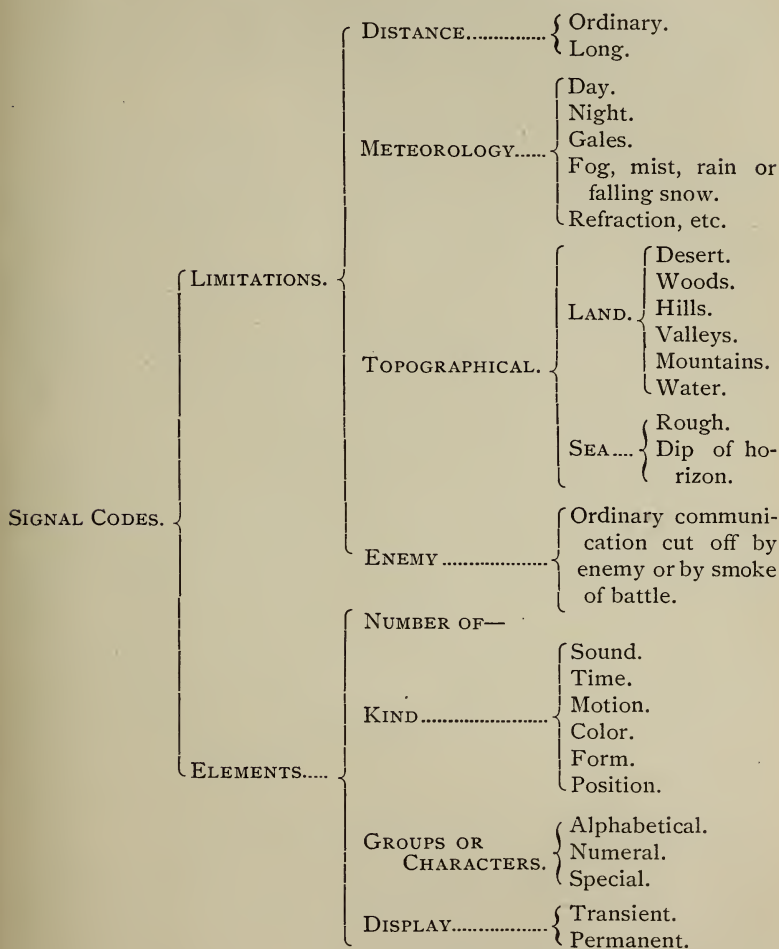 DISTANCE............... Ordinary.
Long.
Day.
Night.
METEOROLOGY...... Gales.
Fog, mist, rain or
falling snow.
Refraction, etc.
LIMITATIONS.
Desert.
Woods.
LAND. Hills.
Valleys.
TOPOGRAPHICAL. Mountains.
Water.
Rough.
SEA.... Dip of ho-
rizon.
SIGNAL CODES.
Ordinary communi-
cation cut off by
ENEMY ..................... enemy or by smoke
of battle.
NUMBER OF—
Sound.
Time.
KIND........................ Motion.
Color.
Form.
Position.
ELEMENTS.....
GROUPS OR
CHARACTERS.
Alphabetical.
Numeral.
Special.
DISPLAY................... Transient.
Permanent.